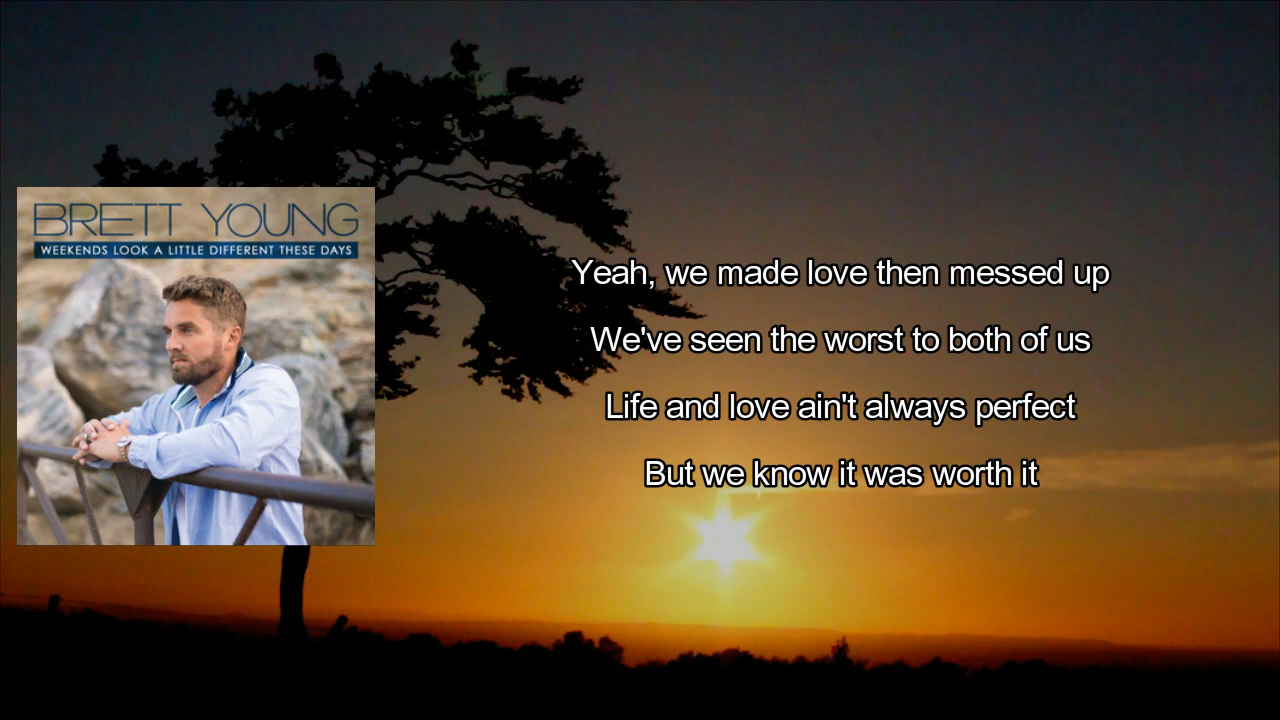 BRETT YOUNG
WEEKENDS LOOK A LITTLE DIFFERENT THESE DAYS
Yeah, we made love then messed up
We've seen the worst to both of us
Life and love ain't always perfect
But we know it was worth it